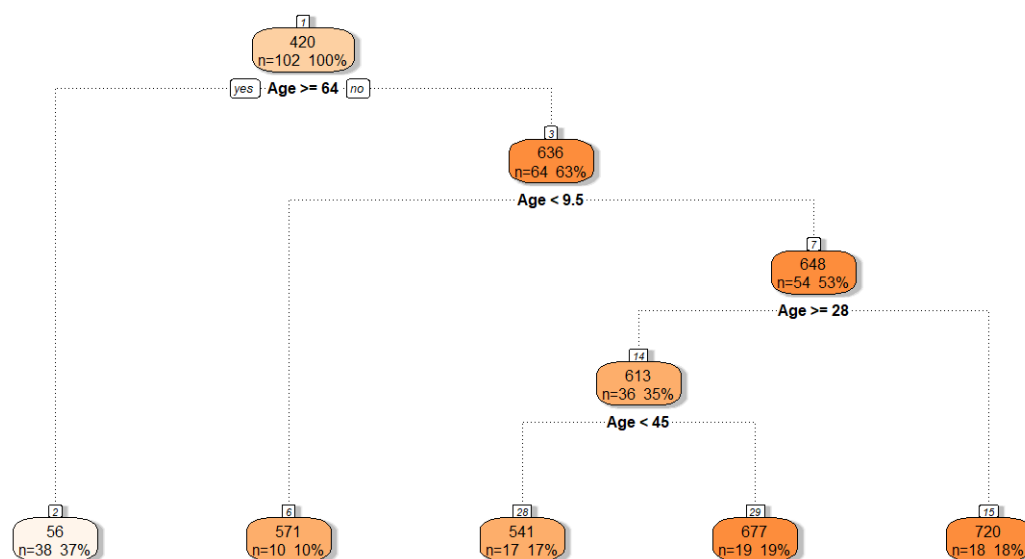 1
420
n=102 100%
yes Age >= 64 no
3
636
n=64 63%
Age < 9.5
7
648
n=54 53%
Age >= 28
14
613
n=36 35%
Age < 45
2
56
n=38 37%
6
571
n=10 10%
28
541
n=17 17%
29
677
n=19 19%
15
720
n=18 18%